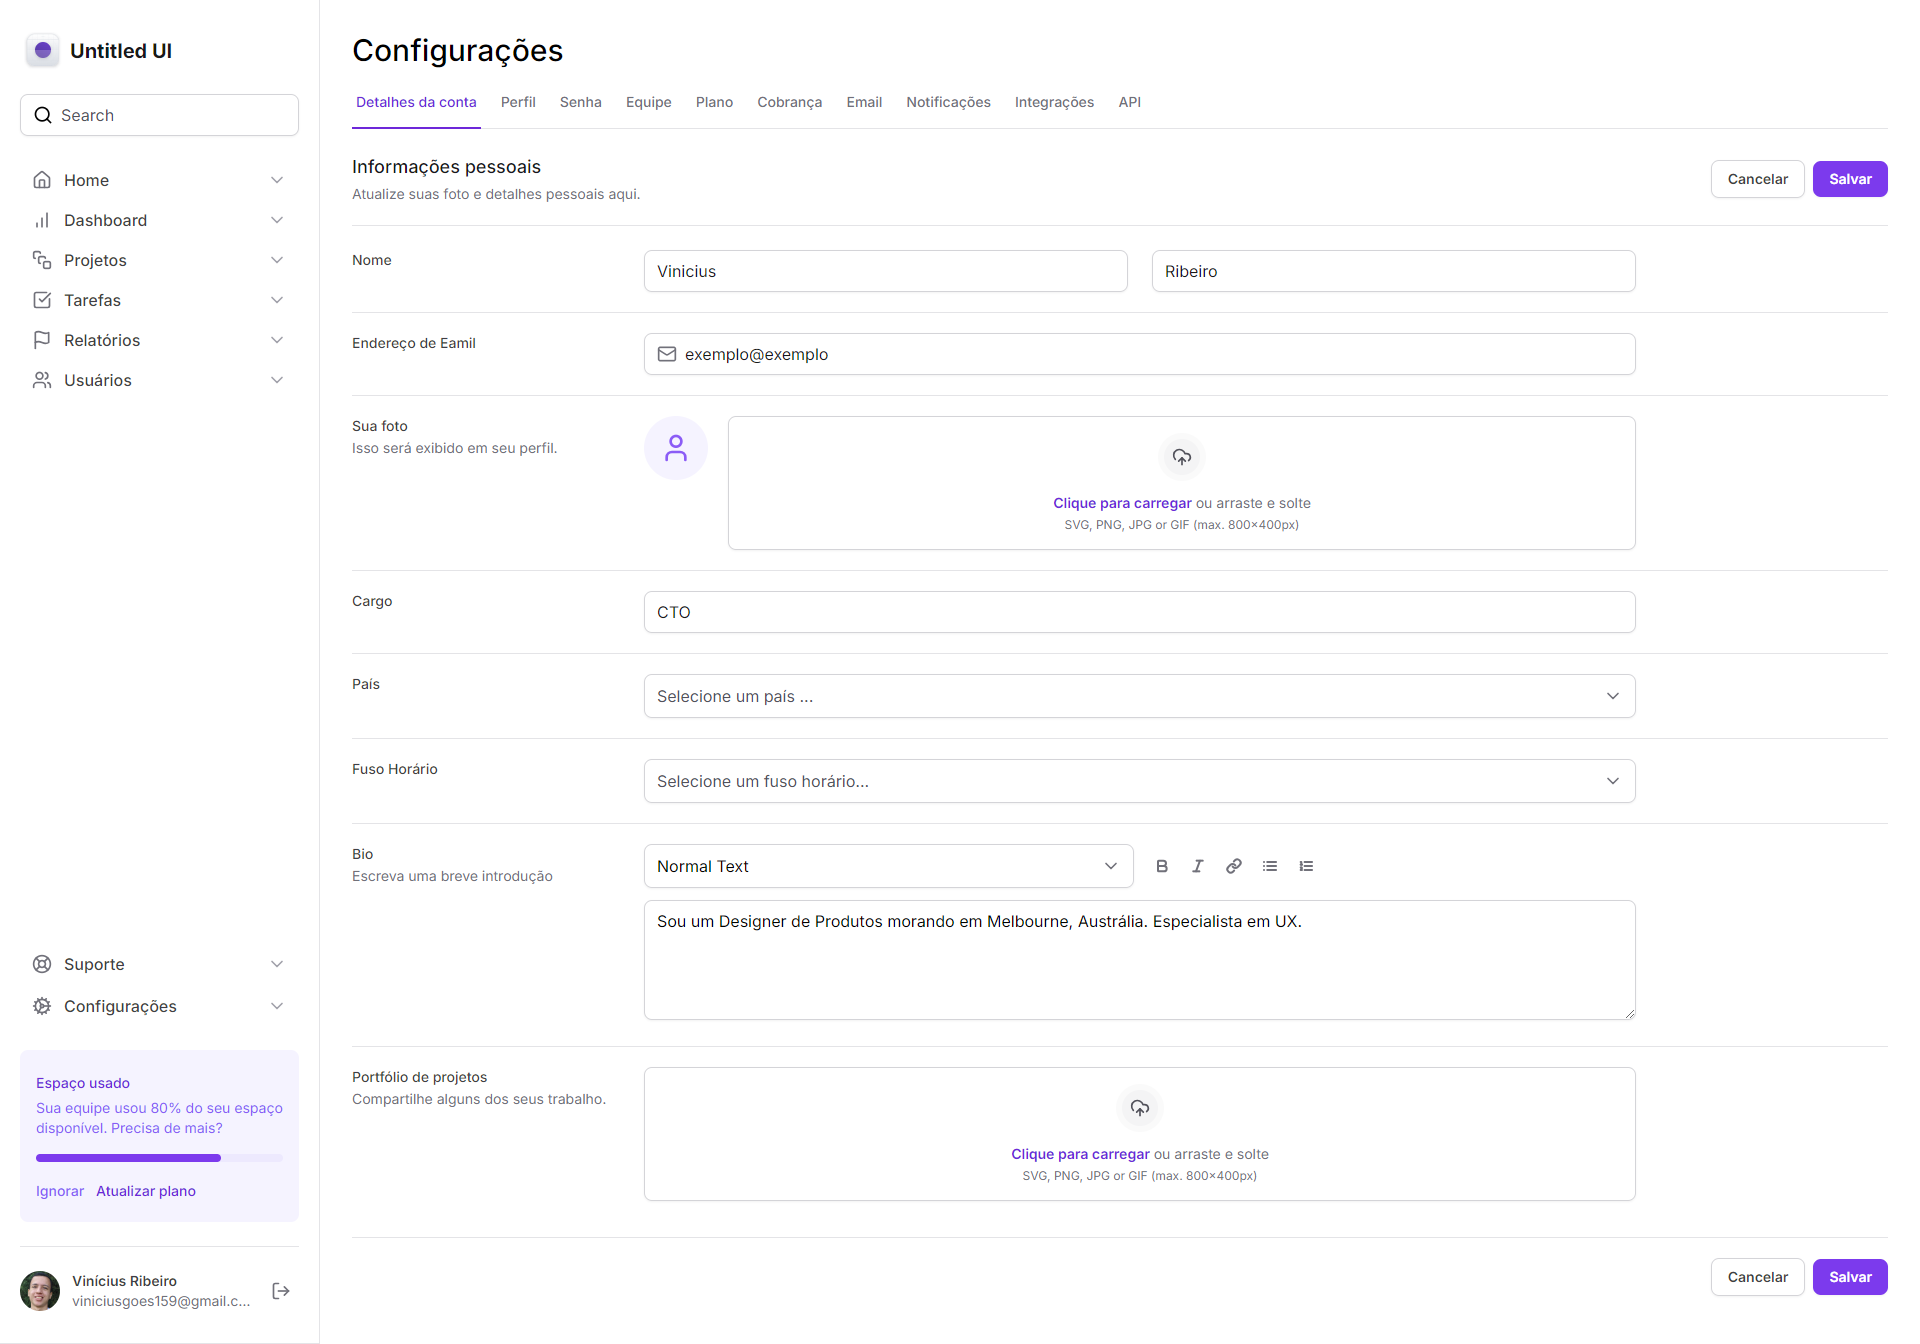 Untitled UI
Search
Home
Dashboard
Projetos
Tarefas
Relatórios
Usuários
Suporte
Configurações
Espaço usado
Sua equipe usou 80% do seu espaço
disponível. Precisa de mais?
Ignorar Atualizar plano
Vinícius Ribeiro
viniciusgoes159@gmail.c...
Configurações
Detalhes da conta Perfil Senha Equipe Plano Cobrança Email Notificações Integrações API
Informações pessoais
Atualize suas foto e detalhes pessoais aqui.
Cancelar Salvar
Nome
Vinicius Ribeiro
Endereço de Eamil
exemplo@exemplo
Sua foto
Isso será exibido em seu perfil.
Clique para carregar ou arraste e solte
SVG, PNG, JPG or GIF (max. 800x400px)
Cargo
CTO
País
Selecione um país ...
Fuso Horário
Selecione um fuso horário...
Bio
Escreva uma breve introdução
Normal Text
Sou um Designer de Produtos morando em Melbourne, Austrália. Especialista em UX.
Portfólio de projetos
Compartilhe alguns dos seus trabalho.
Clique para carregar ou arraste e solte
SVG, PNG, JPG or GIF (max. 800x400px)
Cancelar Salvar